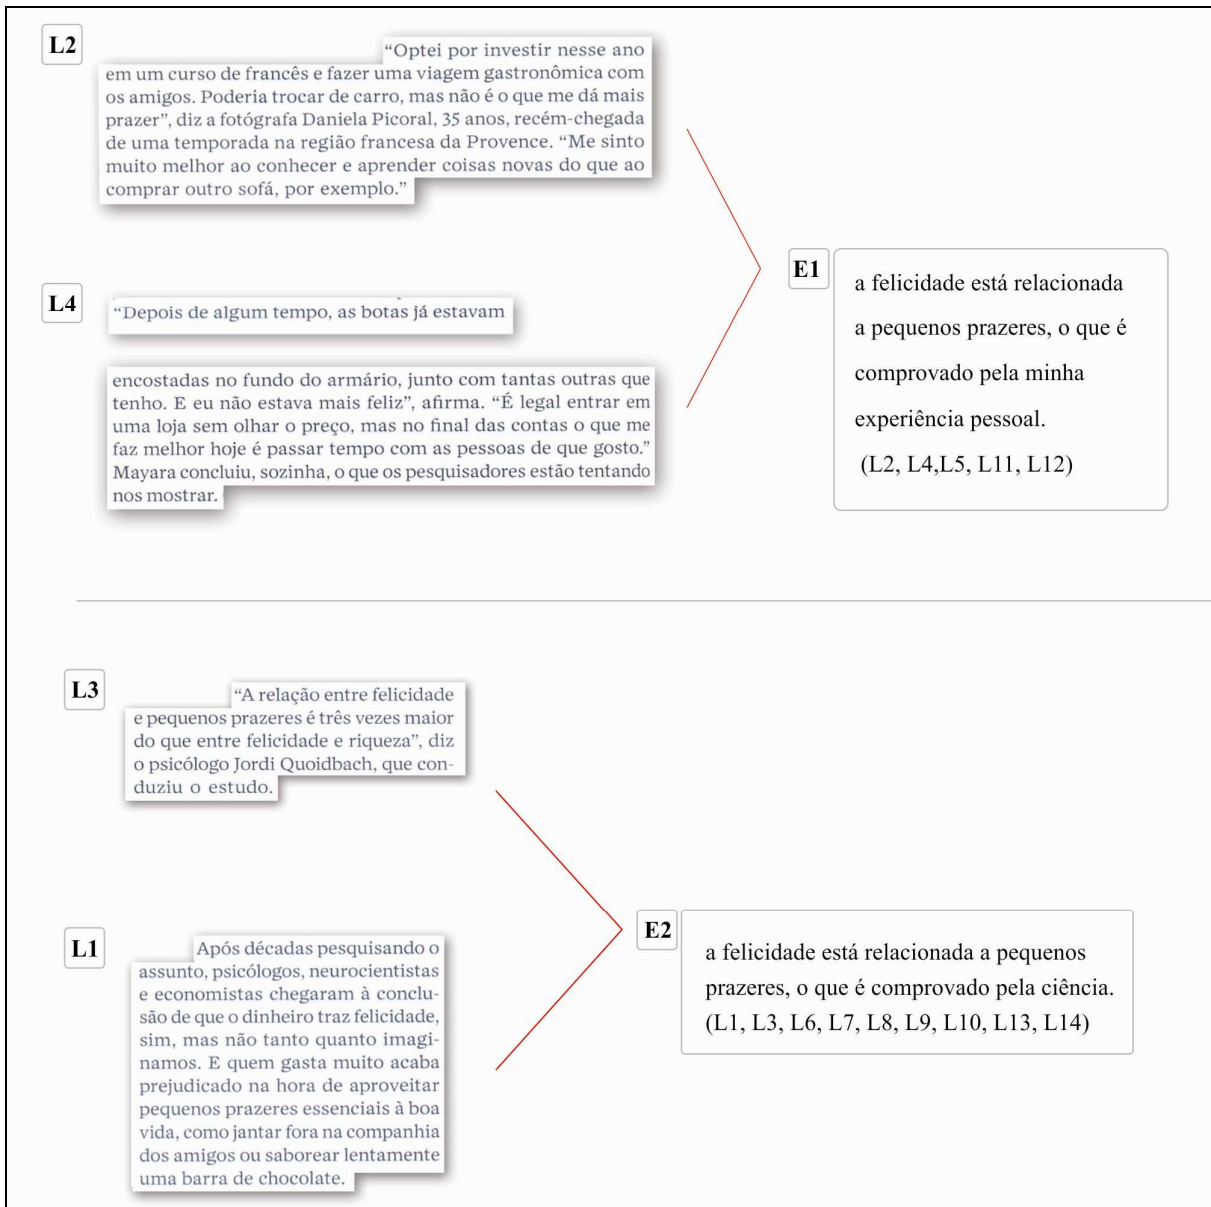 L2
“Optei por investir nesse ano
em um curso de francês e fazer uma viagem gastronômica com
os amigos. Poderia trocar de carro, mas não é o que me dá mais
prazer”, diz a fotógrafa Daniela Picoral, 35 anos, recém-chegada
de uma temporada na região francesa da Provence. “Me sinto
muito melhor ao conhecer e aprender coisas novas do que ao
comprar outro sofá, por exemplo.”
L4
“Depois de algum tempo, as botas já estavam
encostadas no fundo do armário, junto com tantas outras que
tenho. E eu não estava mais feliz”, afirma. “É legal entrar em
uma loja sem olhar o preço, mas no final das contas o que me
faz melhor hoje é passar tempo com as pessoas de que gosto.”
Mayara concluiu, sozinha, o que os pesquisadores estão tentando
nos mostrar.
E1
a felicidade está relacionada
a pequenos prazeres, o que é
comprovado pela minha
experiência pessoal.
(L2, L4,L5, L11, L12)
L3
“A relação entre felicidade
e pequenos prazeres é três vezes maior
do que entre felicidade e riqueza”, diz
o psicólogo Jordi Quoidbach, que con-
duziu o estudo.
L1
Após décadas pesquisando o
assunto, psicólogos, neurocientistas
e economistas chegaram à conclu-
são de que o dinheiro traz felicidade,
sim, mas não tanto quanto imagi-
namos. E quem gasta muito acaba
prejudicado na hora de aproveitar
pequenos prazeres essenciais à boa
vida, como jantar fora na companhia
dos amigos ou saborear lentamente
uma barra de chocolate.
E2
a felicidade está relacionada a pequenos
prazeres, o que é comprovado pela ciência.
(L1, L3, L6, L7, L8, L9, L10, L13, L14)